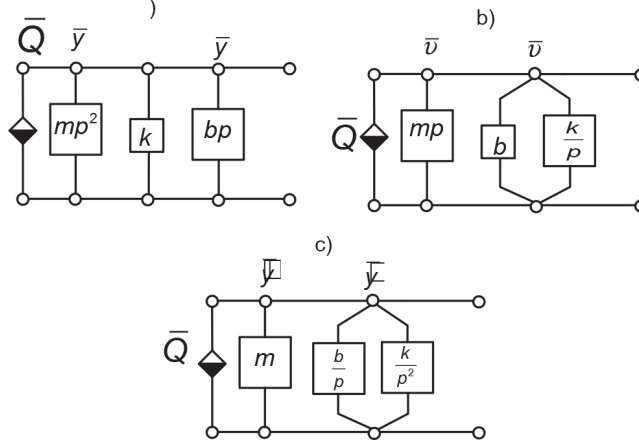 )
Q̅ y̅ y̅
mp² k bp
b)
v̅ v̅
Q̅ mp b k/p
c)
y̅ y̅
Q̅ m b/p k/p²